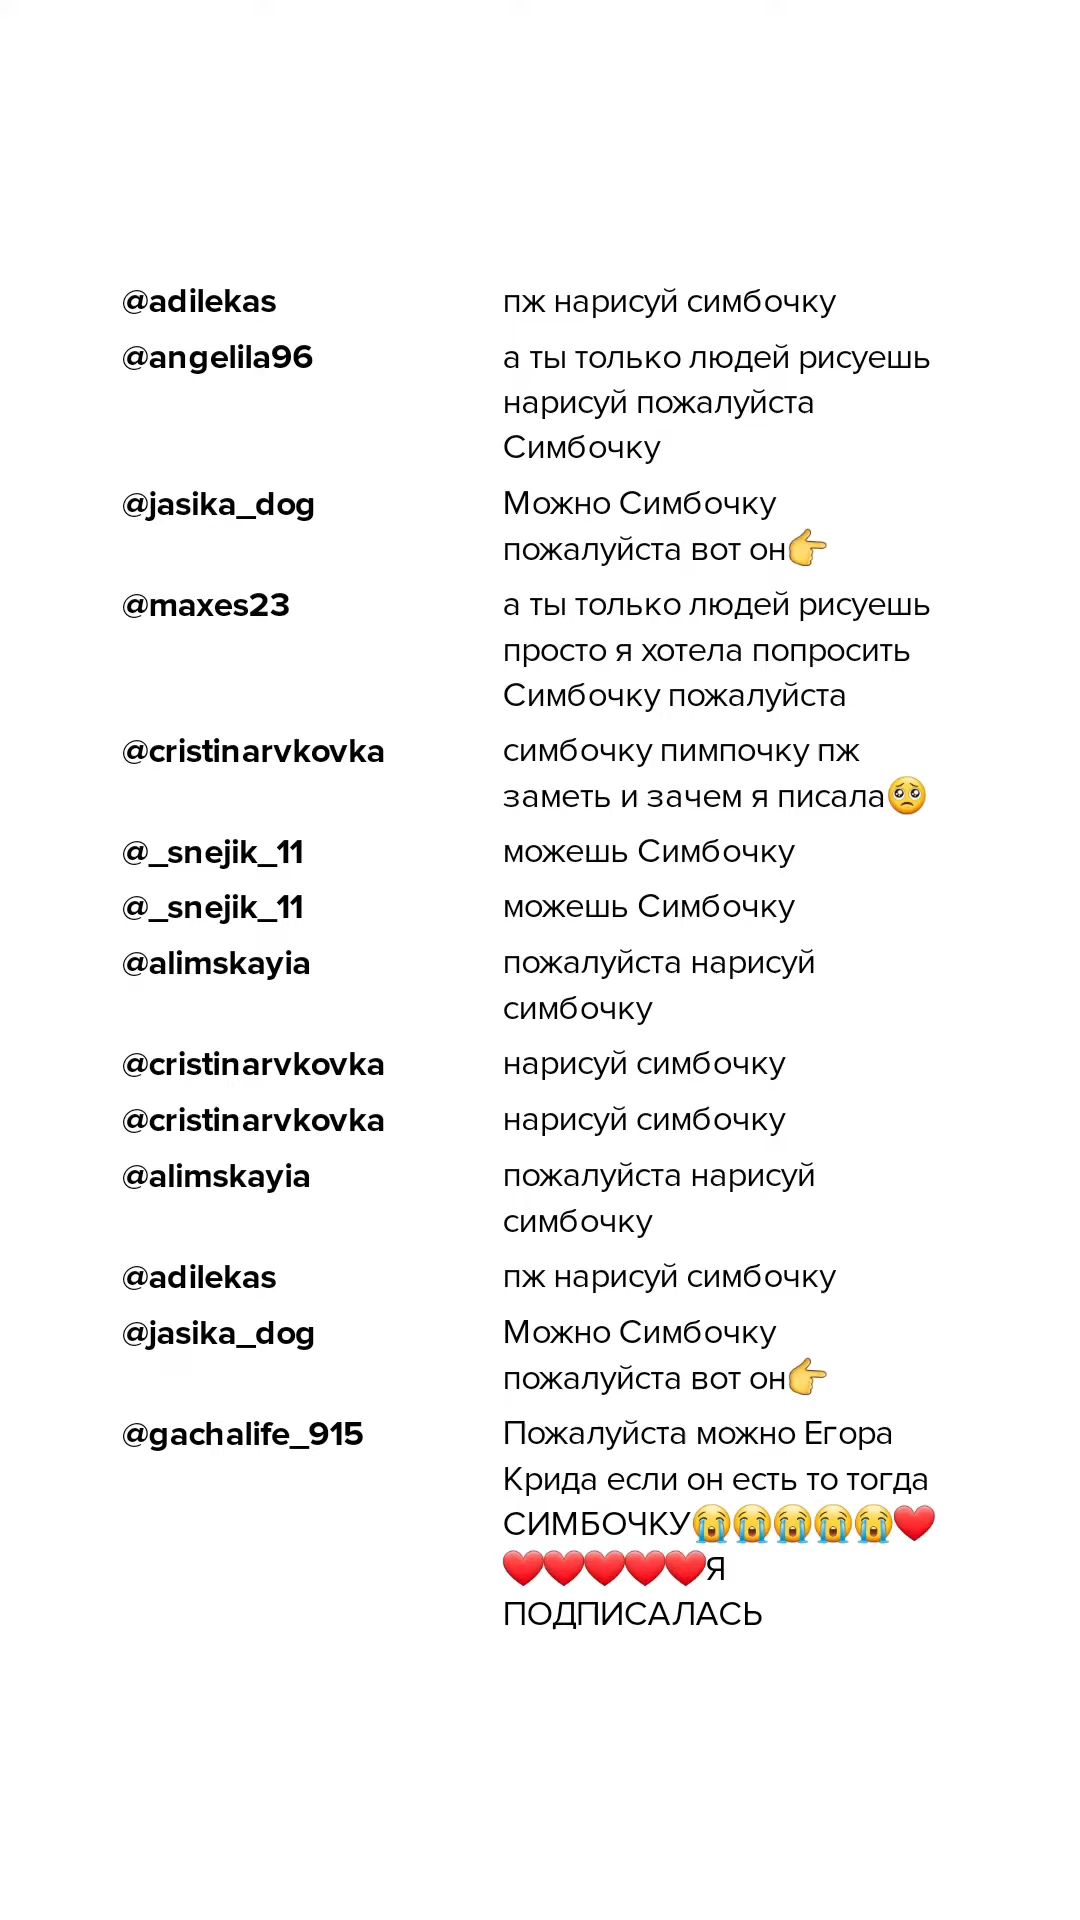 @adilekas пж нарисуй симбочку
@angelila96 а ты только людей рисуешь
нарисуй пожалуйста
Симбочку
@jasika_dog Можно Симбочку
пожалуйста вот он👉
@maxes23 а ты только людей рисуешь
просто я хотела попросить
Симбочку пожалуйста
@cristinarvkovka симбочку пимпочку пж
заметь и зачем я писала🥺
@_snejik_11 можешь Симбочку
@_snejik_11 можешь Симбочку
@alimskayia пожалуйста нарисуй
симбочку
@cristinarvkovka нарисуй симбочку
@cristinarvkovka нарисуй симбочку
@alimskayia пожалуйста нарисуй
симбочку
@adilekas пж нарисуй симбочку
@jasika_dog Можно Симбочку
пожалуйста вот он👉
@gachalife_915 Пожалуйста можно Егора
Крида если он есть то тогда
СИМБОЧКУ😭😭😭😭😭❤️
❤️❤️❤️❤️❤️Я
ПОДПИСАЛАСЬ